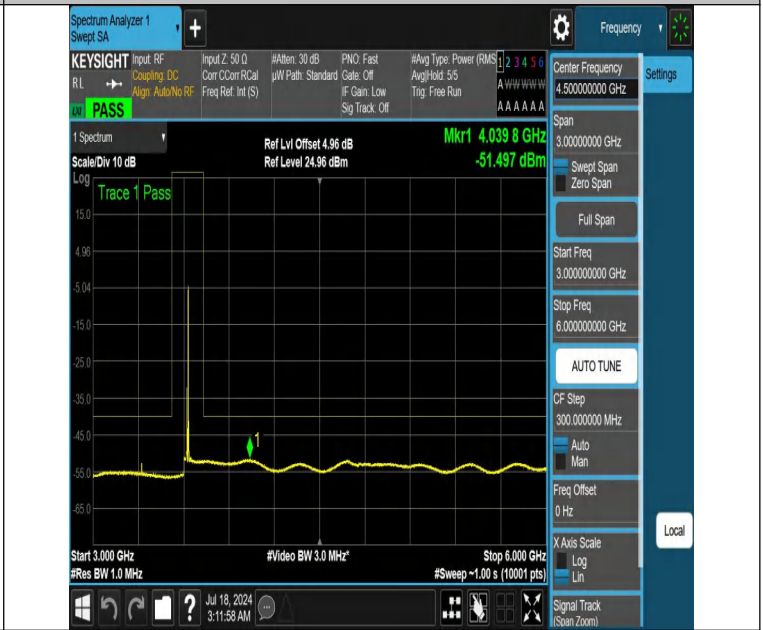 Spectrum Analyzer 1
Swept SA
+
Frequency
KEYSIGHT
RL
LXI
PASS
Input: RF
Coupling: DC
Align: Auto/No RF
Input Z: 50 Ω
Corr CCorr RCal
Freq Ref: Int (S)
#Atten: 30 dB
µW Path: Standard
PNO: Fast
Gate: Off
IF Gain: Low
Sig Track: Off
#Avg Type: Power (RMS
Avg|Hold: 5/5
Trig: Free Run
1 2 3 4 5 6
A W W W W W
A A A A A A
1 Spectrum
Scale/Div 10 dB
Log
Ref Lvl Offset 4.96 dB
Ref Level 24.96 dBm
Mkr1 4.039 8 GHz
-51.497 dBm
Trace 1 Pass
15.0
4.96
-5.04
-15.0
-25.0
-35.0
-45.0
-55.0
-65.0
1
Start 3.000 GHz
#Res BW 1.0 MHz
#Video BW 3.0 MHz*
Stop 6.000 GHz
#Sweep ~1.00 s (10001 pts)
Center Frequency
4.500000000 GHz
Settings
Span
3.00000000 GHz
Swept Span
Zero Span
Full Span
Start Freq
3.000000000 GHz
Stop Freq
6.000000000 GHz
AUTO TUNE
CF Step
300.000000 MHz
Auto
Man
Freq Offset
0 Hz
X Axis Scale
Log
Lin
Signal Track
(Span Zoom)
Local
?
Jul 18, 2024
3:11:58 AM